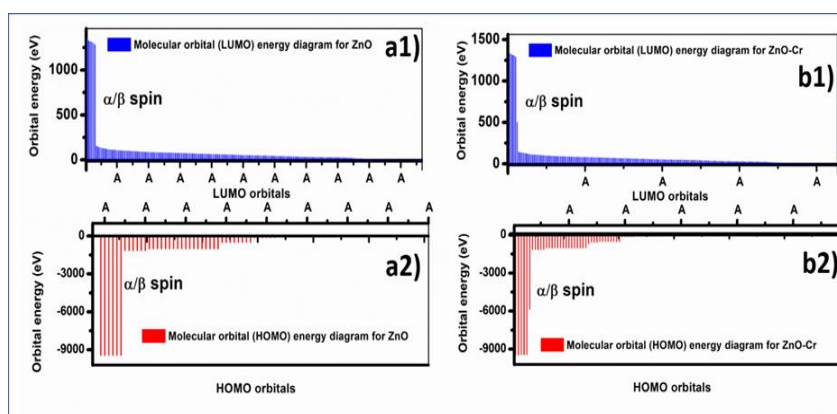 Molecular orbital (LUMO) energy diagram for ZnO
a1)
Orbital energy (eV)
1000
500
0
α/β spin
A A A A A A A A A A
LUMO orbitals
A A A A A A A A A
0
-3000
-6000
-9000
Orbital energy (eV)
a2)
α/β spin
Molecular orbital (HOMO) energy diagram for ZnO
HOMO orbitals
1500
1000
500
0
Orbital energy (eV)
Molecular orbital (LUMO) energy diagram for ZnO-Cr
b1)
α/β spin
A A A A
LUMO orbitals
A A A A A
0
-3000
-6000
-9000
Orbital energy (eV)
b2)
α/β spin
Molecular orbital (HOMO) energy diagram for ZnO-Cr
HOMO orbitals